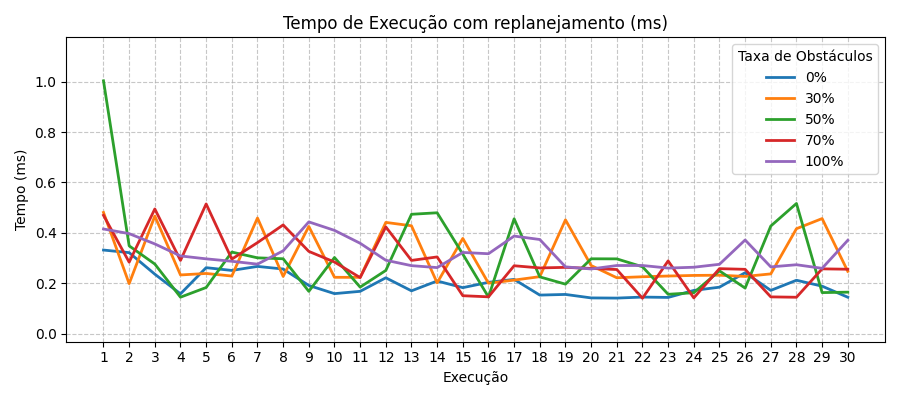 Tempo de Execução com replanejamento (ms)
Tempo (ms)
1.0
0.8
0.6
0.4
0.2
0.0
Taxa de Obstáculos
0%
30%
50%
70%
100%
1 2 3 4 5 6 7 8 9 10 11 12 13 14 15 16 17 18 19 20 21 22 23 24 25 26 27 28 29 30
Execução